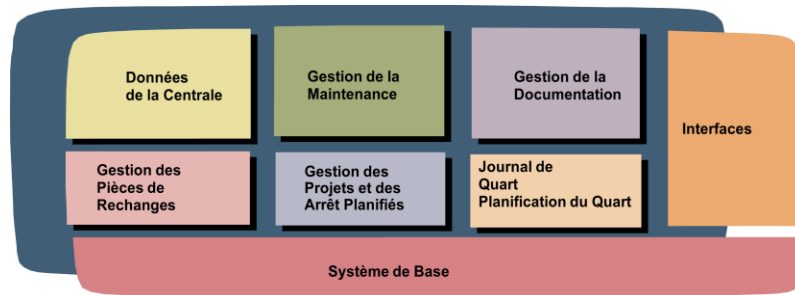 Données
de la Centrale
Gestion de la
Maintenance
Gestion de la
Documentation
Interfaces
Gestion des
Pièces de
Rechanges
Gestion des
Projets et des
Arrêt Planifiés
Journal de
Quart
Planification du Quart
Système de Base